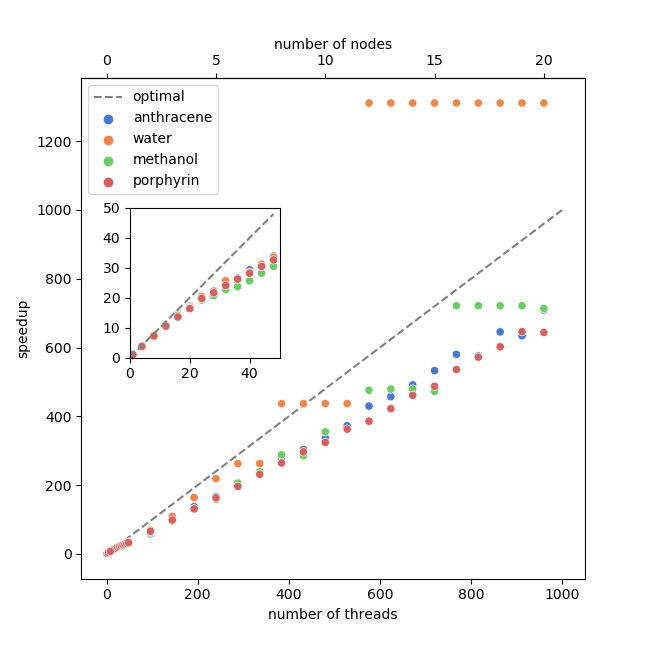 number of nodes
0 5 10 15 20
optimal
anthracene
water
methanol
porphyrin
1200
1000
800
600
400
200
0
speedup
50
40
30
20
10
0
0 20 40
0 200 400 600 800 1000
number of threads